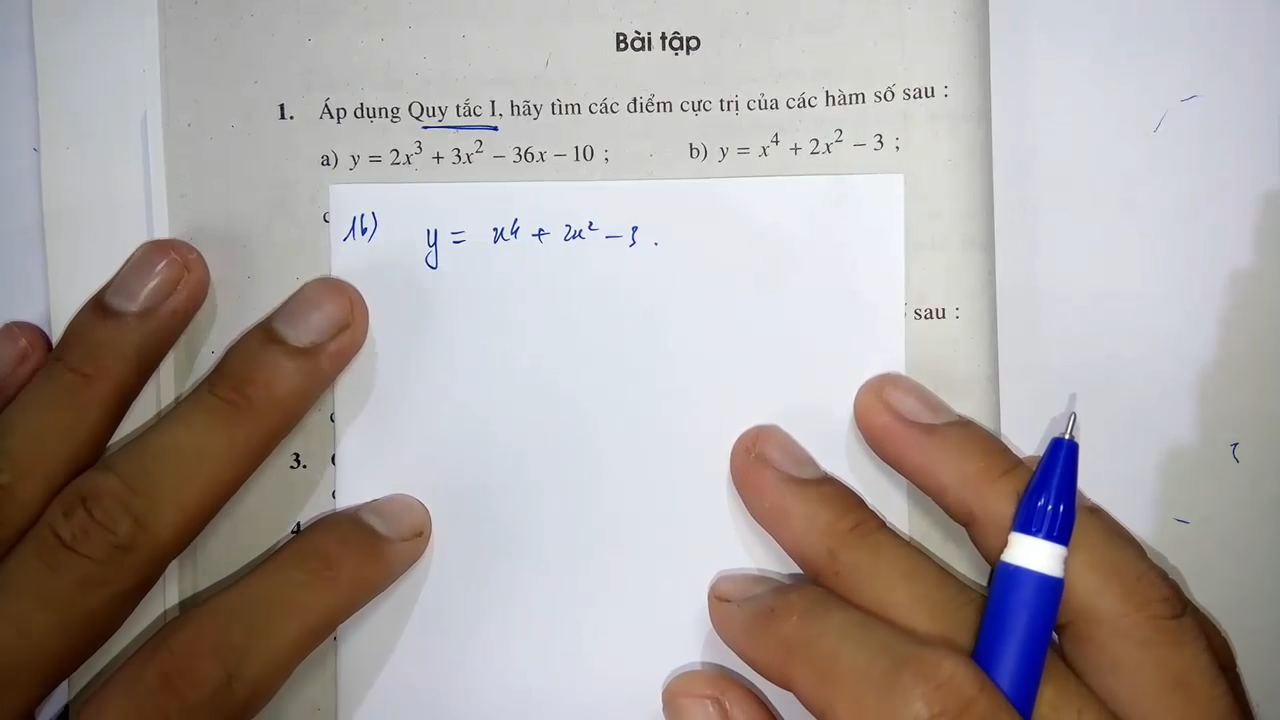 Bài tập
1. Áp dụng Quy tắc I, hãy tìm các điểm cực trị của các hàm số sau :
a) y = 2x³ + 3x² − 36x − 10 ; b) y = x⁴ + 2x² − 3 ;
1b) y = x⁴ + 2x² − 3 .
sau :
3.
4